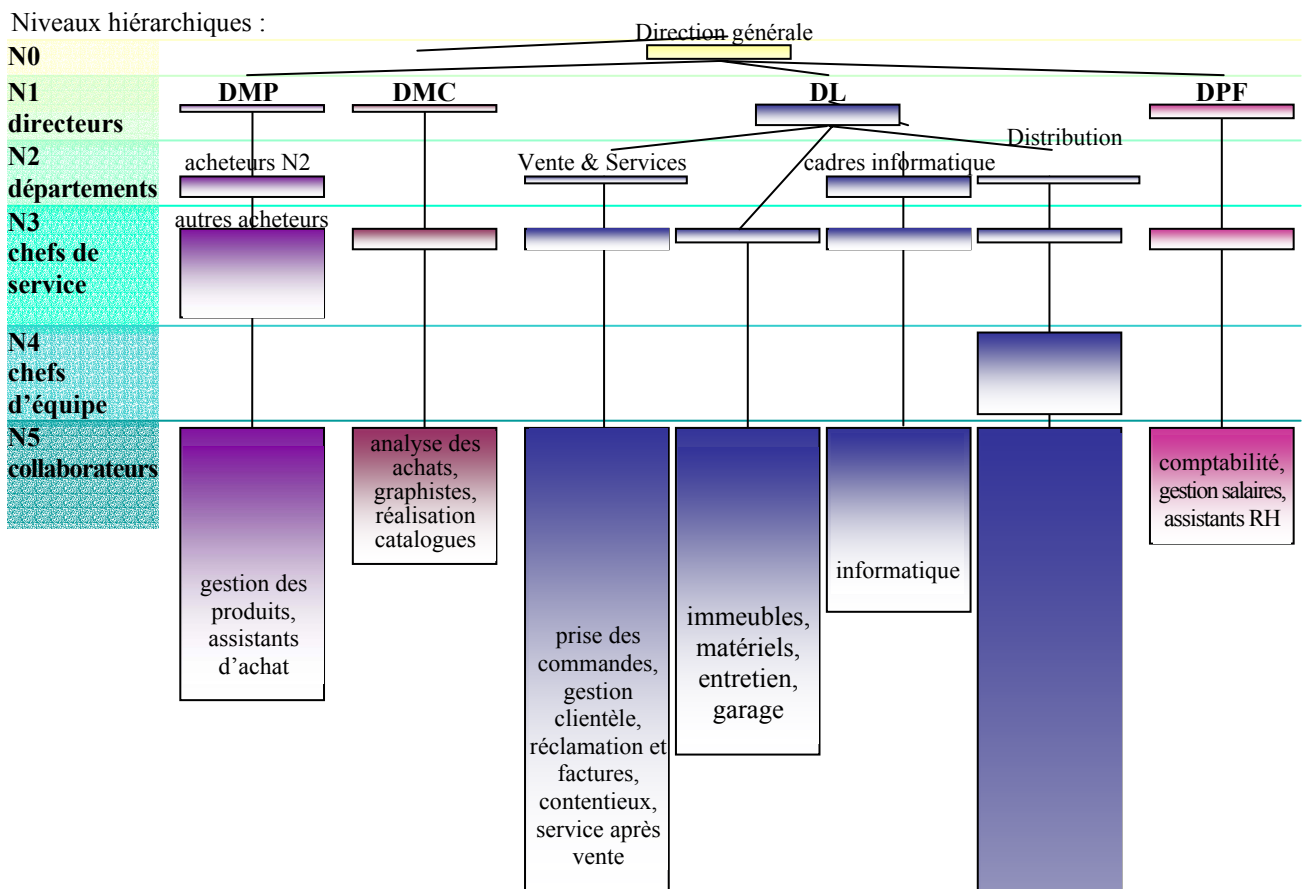 Niveaux hiérarchiques :
Direction générale
N0
N1
directeurs
DMP
DMC
DL
DPF
Distribution
N2
départements
acheteurs N2
Vente & Services
cadres informatique
N3
chefs de
service
autres acheteurs
N4
chefs
d’équipe
N5
collaborateurs
gestion des
produits,
assistants
d’achat
analyse des
achats,
graphistes,
réalisation
catalogues
prise des
commandes,
gestion
clientèle,
réclamation et
factures,
contentieux,
service après
vente
immeubles,
matériels,
entretien,
garage
informatique
comptabilité,
gestion salaires,
assistants RH